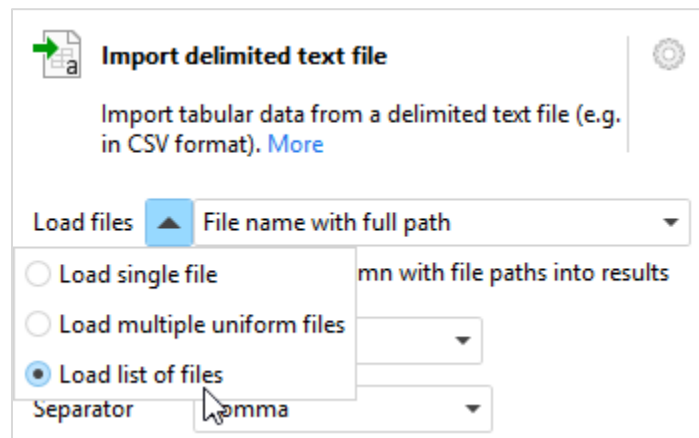 a
Import delimited text file
Import tabular data from a delimited text file (e.g.
in CSV format). More
Load files File name with full path
Load single file
mn with file paths into results
Load multiple uniform files
Load list of files
Separator omma